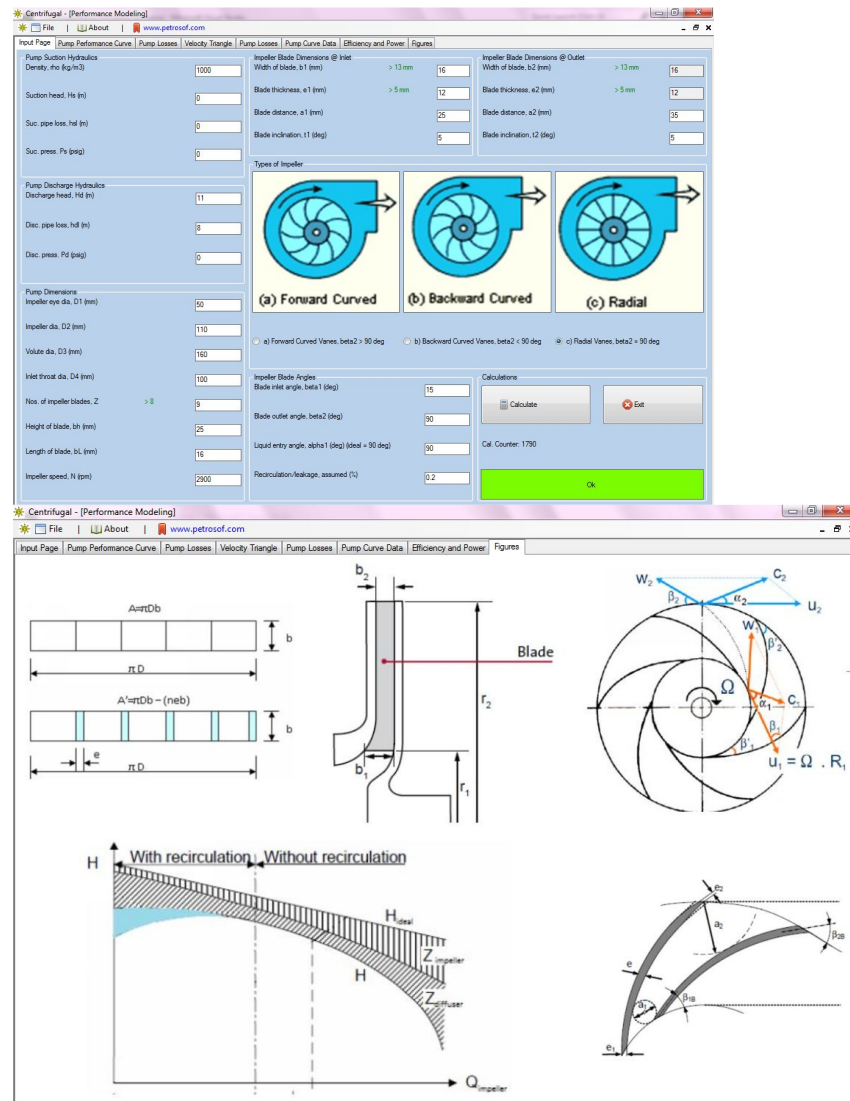 Centrifugal - [Performance Modeling]
File | About | www.petrosof.com
Input Page Pump Performance Curve Pump Losses Velocity Triangle Pump Losses Pump Curve Data Efficiency and Power Figures
Pump Suction Hydraulics
Density, rho (kg/m3) 1000
Suction head, Hs (m) 0
Suc. pipe loss, hsl (m) 0
Suc. press. Ps (psig) 0
Pump Discharge Hydraulics
Discharge head, Hd (m) 11
Disc. pipe loss, hdl (m) 8
Disc. press. Pd (psig) 0
Pump Dimensions
Impeller eye dia, D1 (mm) 50
Impeller dia, D2 (mm) 110
Volute dia, D3 (mm) 160
Inlet throat dia, D4 (mm) 100
Nos. of impeller blades, Z > 8 9
Height of blade, bh (mm) 25
Length of blade, bL (mm) 16
Impeller speed, N (rpm) 2900
Impeller Blade Dimensions @ Inlet
Width of blade, b1 (mm) > 13 mm 16
Blade thickness, e1 (mm) > 5 mm 12
Blade distance, a1 (mm) 25
Blade inclination, t1 (deg) 5
Impeller Blade Dimensions @ Outlet
Width of blade, b2 (mm) > 13 mm 16
Blade thickness, e2 (mm) > 5 mm 12
Blade distance, a2 (mm) 35
Blade inclination, t2 (deg) 5
Types of Impeller
(a) Forward Curved (b) Backward Curved (c) Radial
a) Forward Curved Vanes, beta2 > 90 deg b) Backward Curved Vanes, beta2 < 90 deg c) Radial Vanes, beta2 = 90 deg
Impeller Blade Angles
Blade inlet angle, beta1 (deg) 15
Blade outlet angle, beta2 (deg) 90
Liquid entry angle, alpha1 (deg) (ideal = 90 deg) 90
Recirculation/leakage, assumed (%) 0.2
Calculations
Calculate Exit
Cal. Counter: 1790
Ok
Centrifugal - [Performance Modeling]
File | About | www.petrosof.com
Input Page Pump Performance Curve Pump Losses Velocity Triangle Pump Losses Pump Curve Data Efficiency and Power Figures
A=πDb
b
πD
A'=πDb-(neb)
b
e
πD
b2
Blade
r2
b1
r1
W2 C2
β2 α2 u2
W1 β'2
Ω C1
α1
β1
β'1
u1 = Ω . R1
H With recirculation Without recirculation
Hideal
Zimpeller
H
Zdiffuser
Qimpeller
e2
a2
β2B
e
a1 β1B
e1